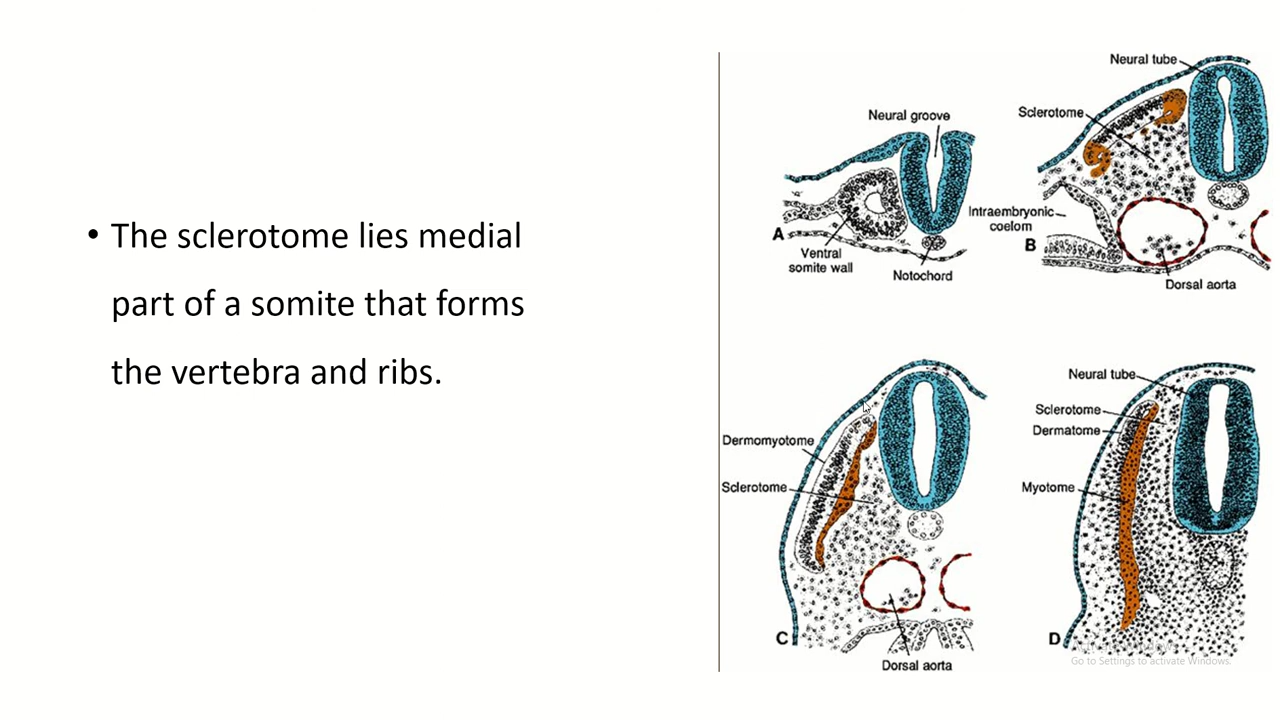 • The sclerotome lies medial
part of a somite that forms
the vertebra and ribs.
Neural groove
A
Ventral
somite wall
Notochord
Neural tube
Sclerotome
Intraembryonic
coelom
B
Dorsal aorta
Dermomyotome
Sclerotome
C
Dorsal aorta
Neural tube
Sclerotome
Dermatome
Myotome
D
Activate Windows
Go to Settings to activate Windows.